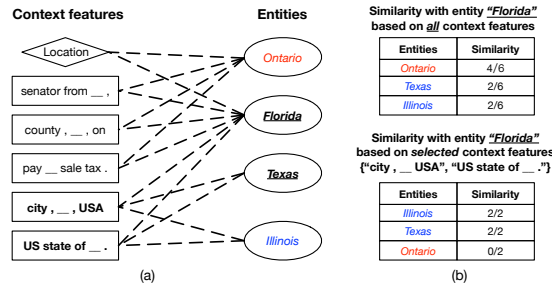 Context features
Entities
Location
senator from __ ,
county , __ , on
pay __ sale tax .
city , __ , USA
US state of __ .
Ontario
Florida
Texas
Illinois
(a)
Similarity with entity "Florida"
based on all context features
Entities Similarity
Ontario 4/6
Texas 2/6
Illinois 2/6
Similarity with entity "Florida"
based on selected context features
{"city , __ USA", "US state of __ ."}
Entities Similarity
Illinois 2/2
Texas 2/2
Ontario 0/2
(b)